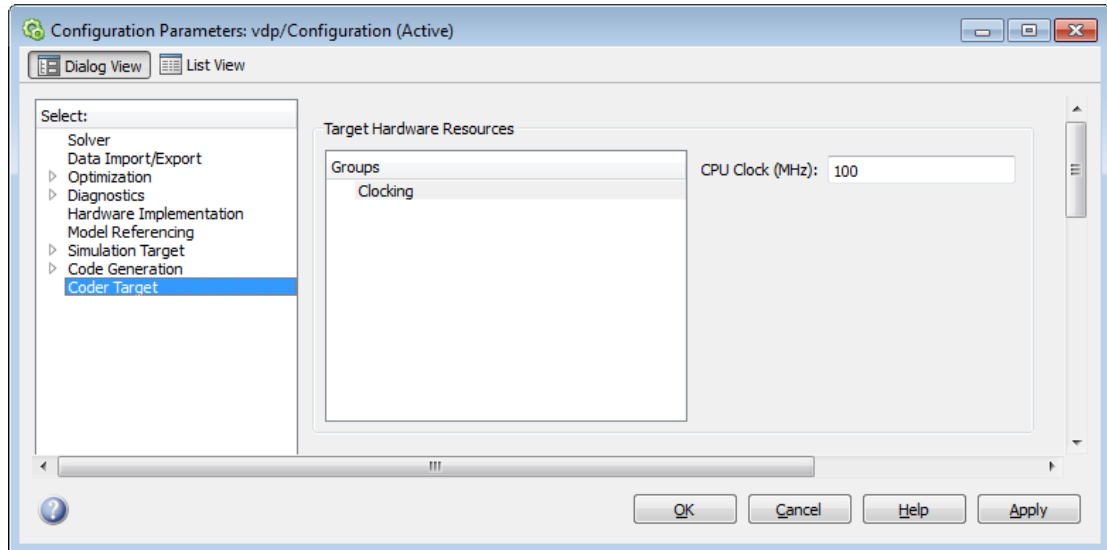 Configuration Parameters: vdp/Configuration (Active)
Dialog View List View
Select:
Solver
Data Import/Export
Optimization
Diagnostics
Hardware Implementation
Model Referencing
Simulation Target
Code Generation
Coder Target
Target Hardware Resources
Groups
Clocking
CPU Clock (MHz): 100
OK Cancel Help Apply